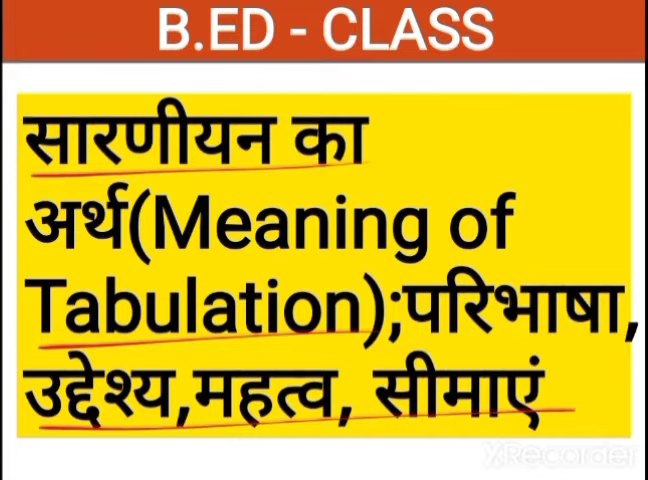 B.ED - CLASS
सारणीयन का
अर्थ(Meaning of
Tabulation);परिभाषा,
उद्देश्य,महत्व, सीमाएं
XRecorder